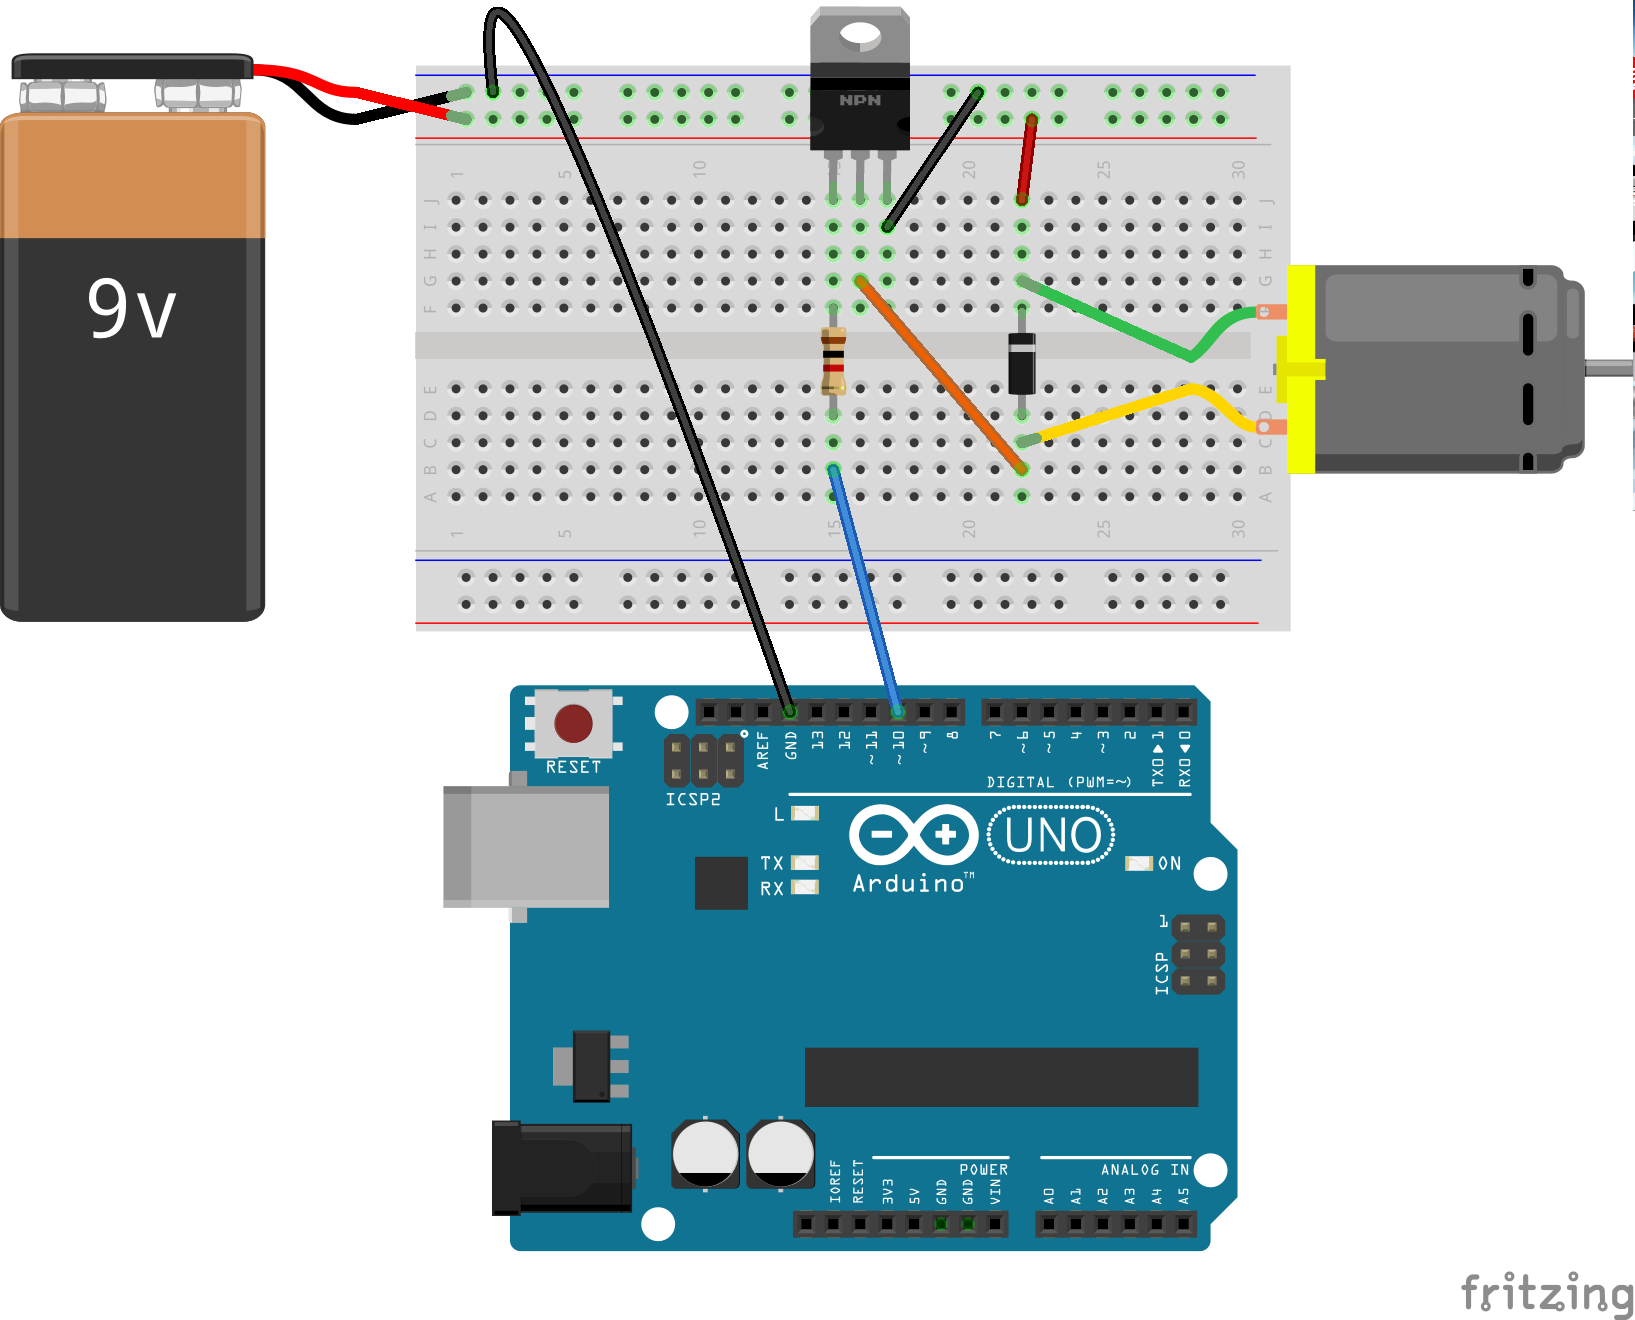 9v
NPN
1 5 10 15 20 25 30
J J
I I
H H
G G
F F
E E
D D
C C
B B
A A
1 5 10 15 20 25 30
RESET
ICSP2
AREF
GND
13
12
~11
~10
~9
8
7
~6
~5
4
~3
2
TX0▶1
RX0◀0
DIGITAL (PWM=~)
L
TX
RX
UNO
Arduino™
ON
1
ICSP
IOREF
RESET
3V3
5V
GND
GND
VIN
POWER
ANALOG IN
A0
A1
A2
A3
A4
A5
fritzing